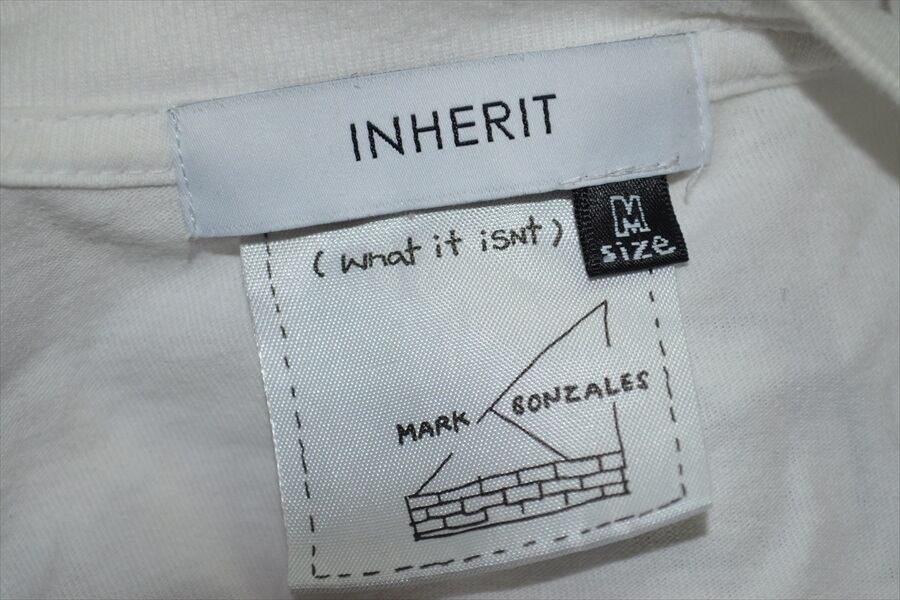 INHERIT
(what it isNt)
M
size
MARK GONZALES